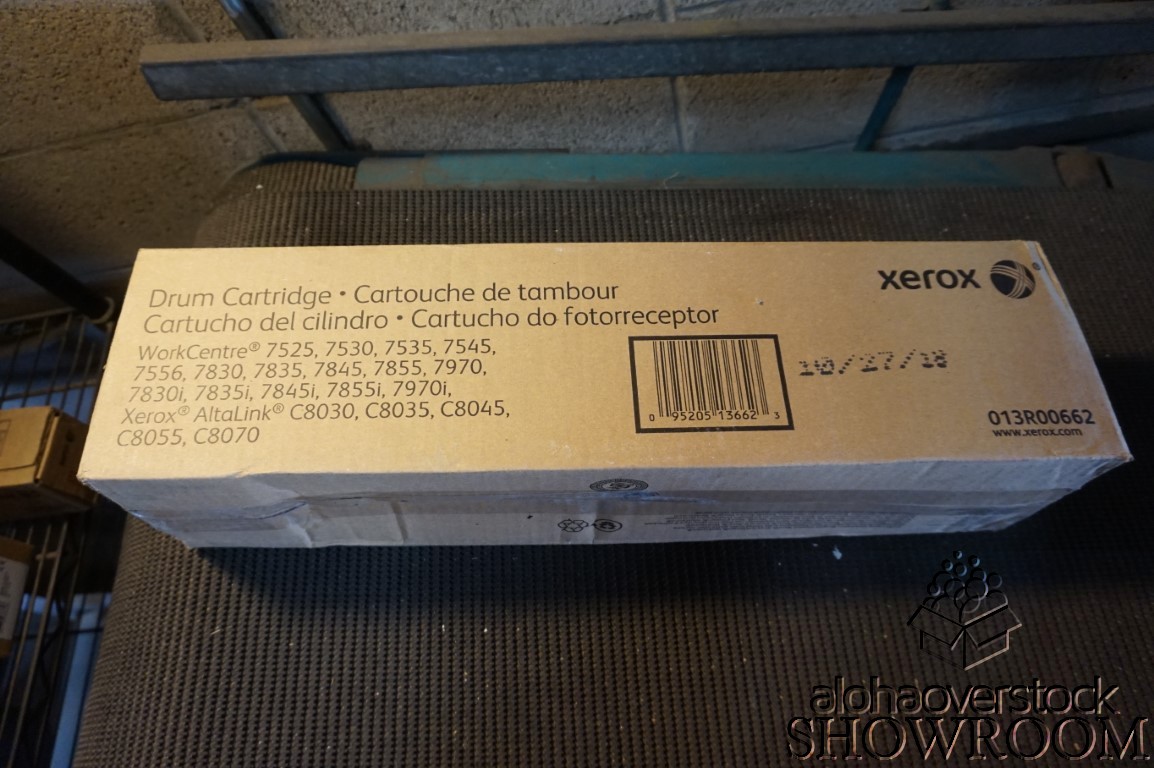 xerox
Drum Cartridge • Cartouche de tambour
Cartucho del cilindro • Cartucho do fotorreceptor
WorkCentre® 7525, 7530, 7535, 7545,
7556, 7830, 7835, 7845, 7855, 7970,
7830i, 7835i, 7845i, 7855i, 7970i,
Xerox® AltaLink® C8030, C8035, C8045,
C8055, C8070
0 95205 13662 3
10/27/18
013R00662
www.xerox.com
alohaoverstock
SHOWROOM